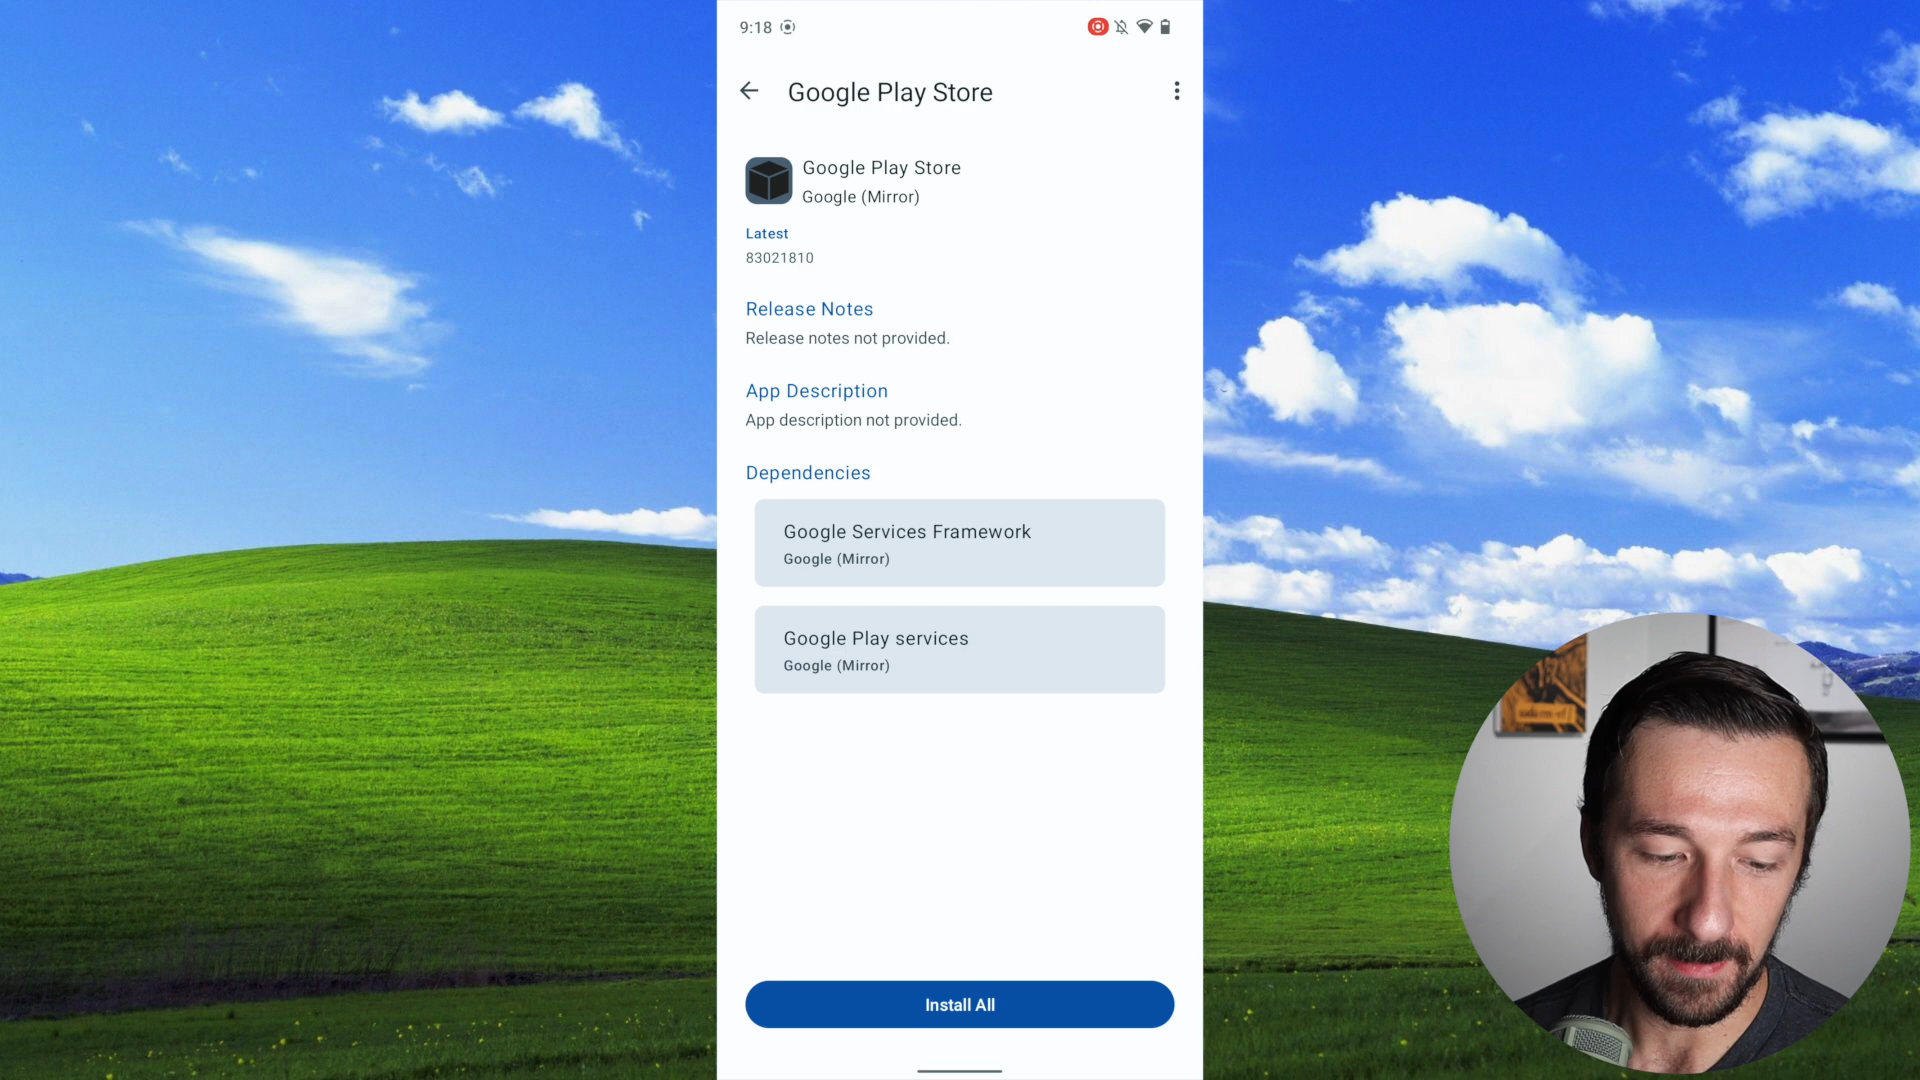 9:18
Google Play Store
Google Play Store
Google (Mirror)
Latest
83021810
Release Notes
Release notes not provided.
App Description
App description not provided.
Dependencies
Google Services Framework
Google (Mirror)
Google Play services
Google (Mirror)
Install All